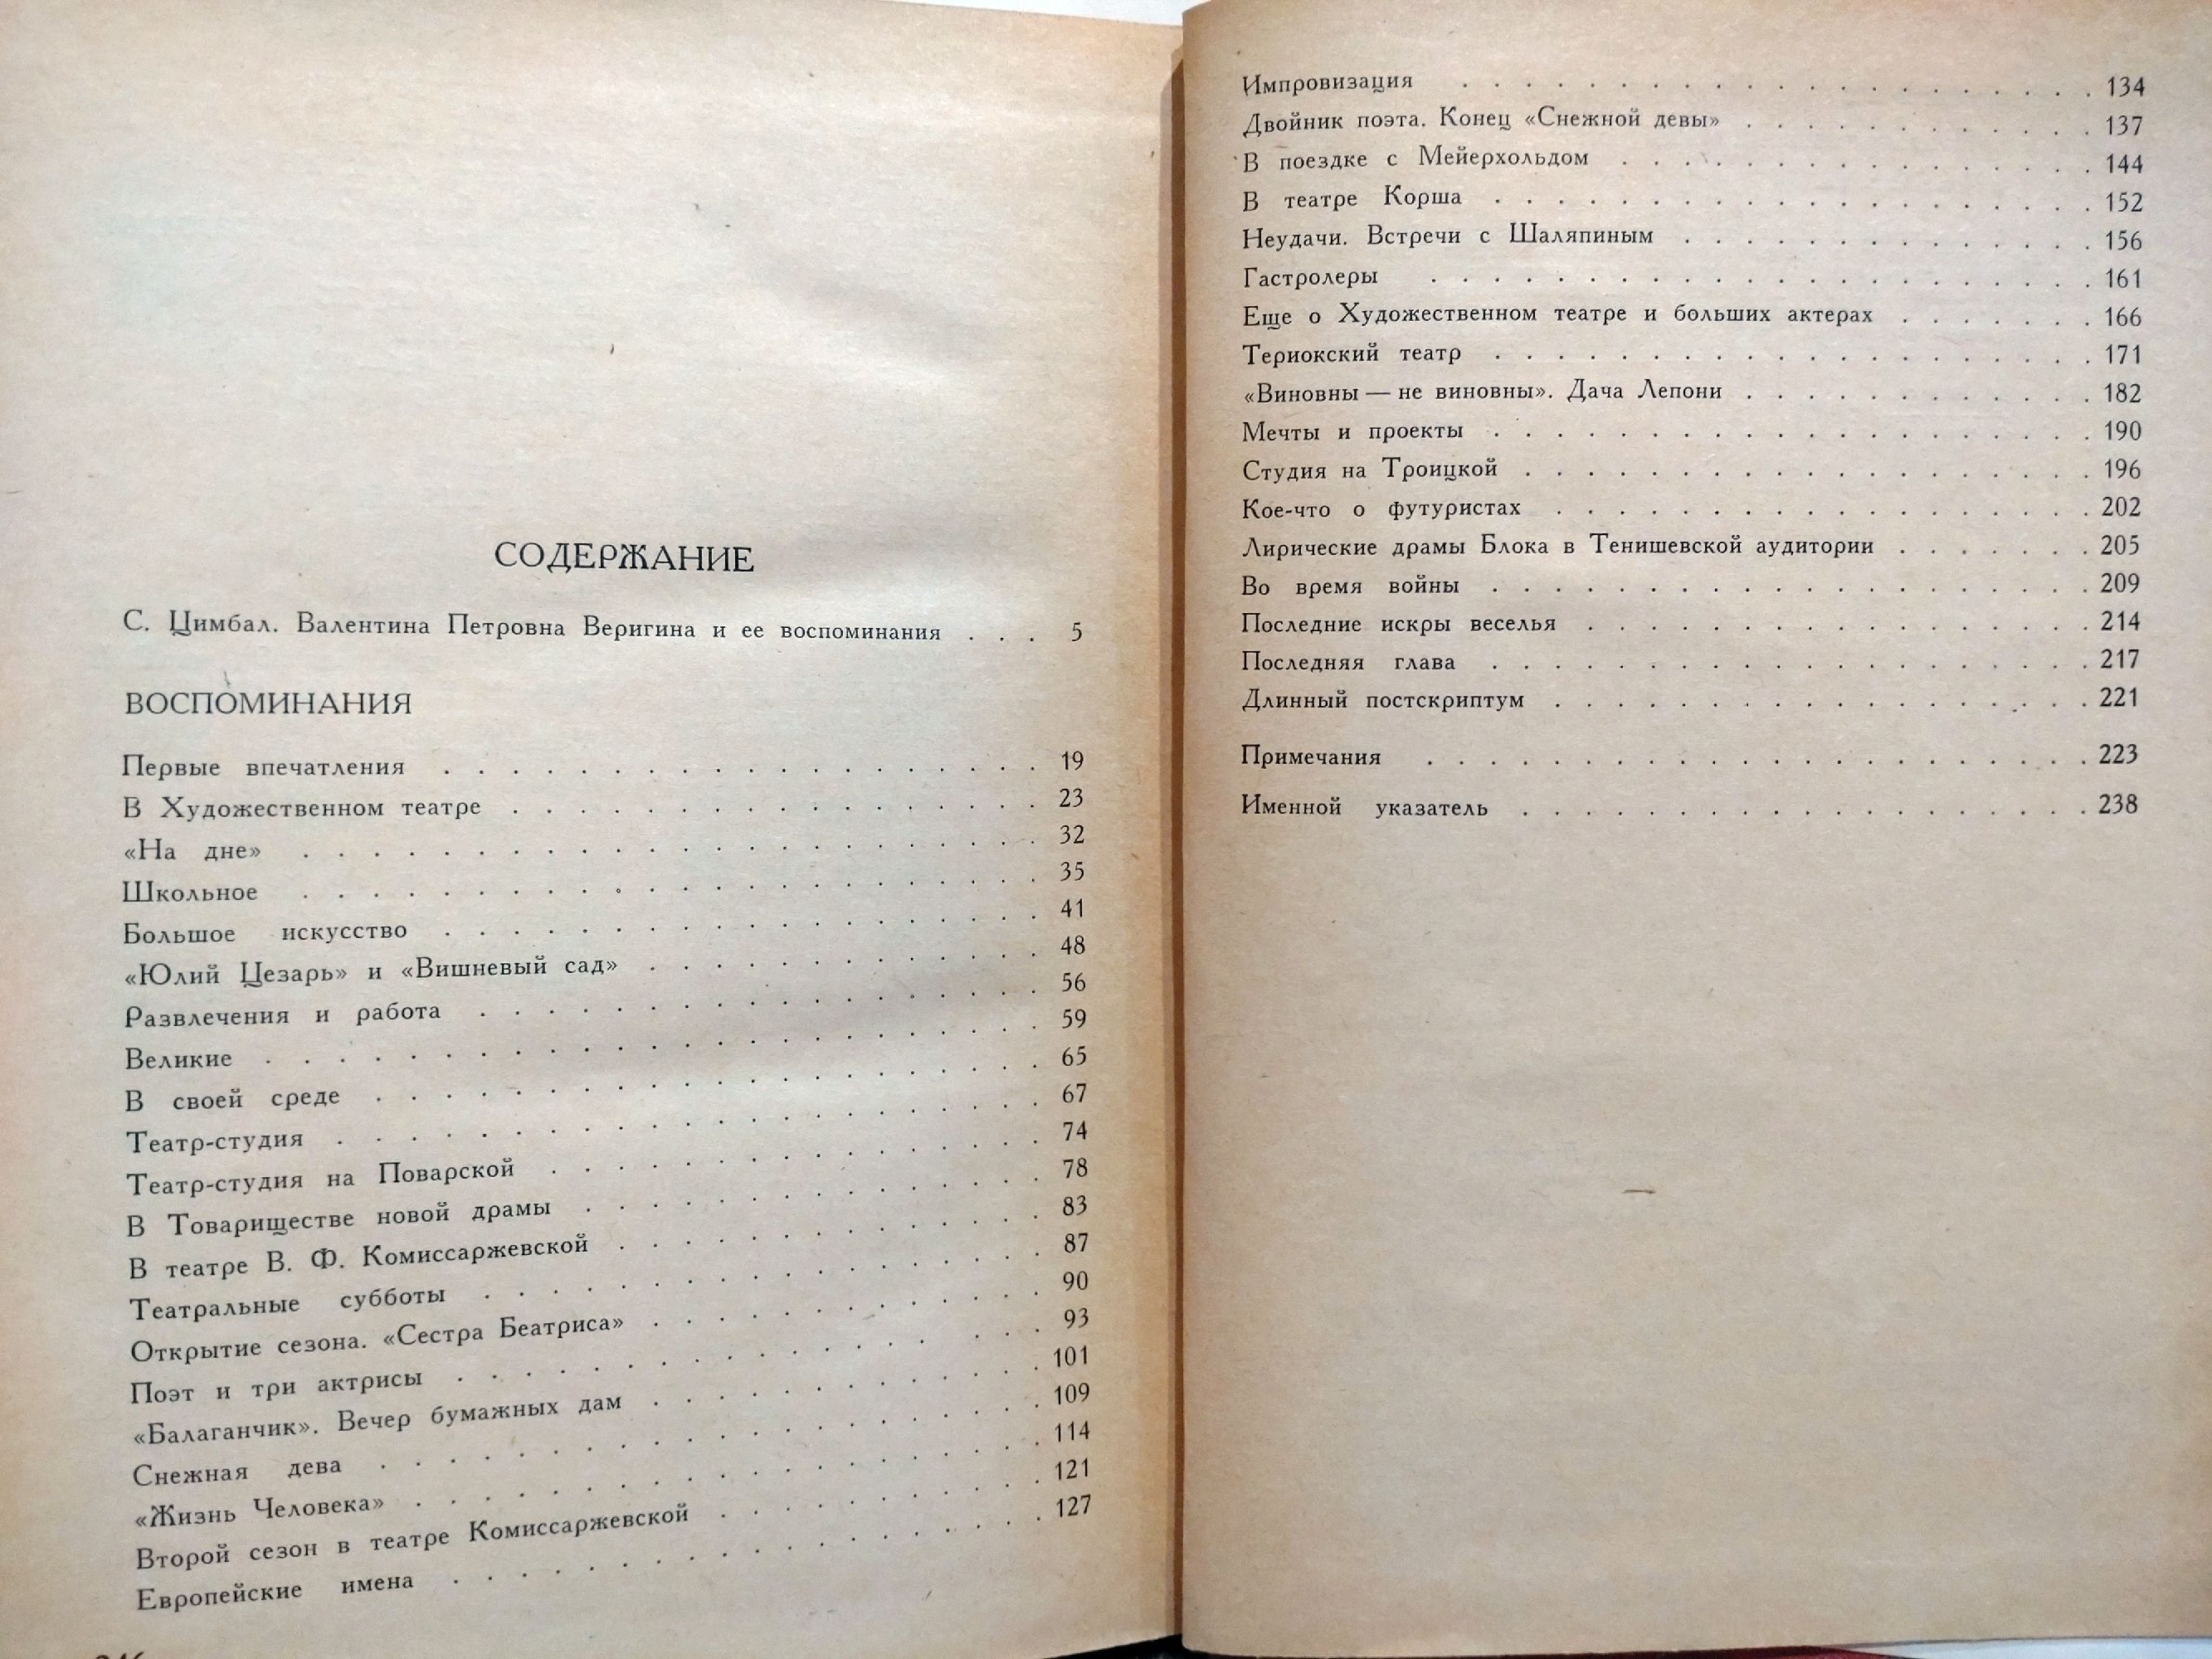 СОДЕРЖАНИЕ
С. Цимбал. Валентина Петровна Веригина и ее воспоминания . . . 5
ВОСПОМИНАНИЯ
Первые впечатления . . . 19
В Художественном театре . . . 23
«На дне» . . . 32
Школьное . . . 35
Большое искусство . . . 41
«Юлий Цезарь» и «Вишневый сад» . . . 48
Развлечения и работа . . . 56
Великие . . . 59
В своей среде . . . 65
Театр-студия . . . 67
Театр-студия на Поварской . . . 74
В Товариществе новой драмы . . . 78
В театре В. Ф. Комиссаржевской . . . 83
Театральные субботы . . . 87
Открытие сезона. «Сестра Беатриса» . . . 90
Поэт и три актрисы . . . 93
«Балаганчик». Вечер бумажных дам . . . 101
Снежная дева . . . 109
«Жизнь Человека» . . . 114
Второй сезон в театре Комиссаржевской . . . 121
Европейские имена . . . 127
Импровизация . . . 134
Двойник поэта. Конец «Снежной девы» . . . 137
В поездке с Мейерхольдом . . . 144
В театре Корша . . . 152
Неудачи. Встречи с Шаляпиным . . . 156
Гастролеры . . . 161
Еще о Художественном театре и больших актерах . . . 166
Териокский театр . . . 171
«Виновны — не виновны». Дача Лепони . . . 182
Мечты и проекты . . . 190
Студия на Троицкой . . . 196
Кое-что о футуристах . . . 202
Лирические драмы Блока в Тенишевской аудитории . . . 205
Во время войны . . . 209
Последние искры веселья . . . 214
Последняя глава . . . 217
Длинный постскриптум . . . 221
Примечания . . . 223
Именной указатель . . . 238